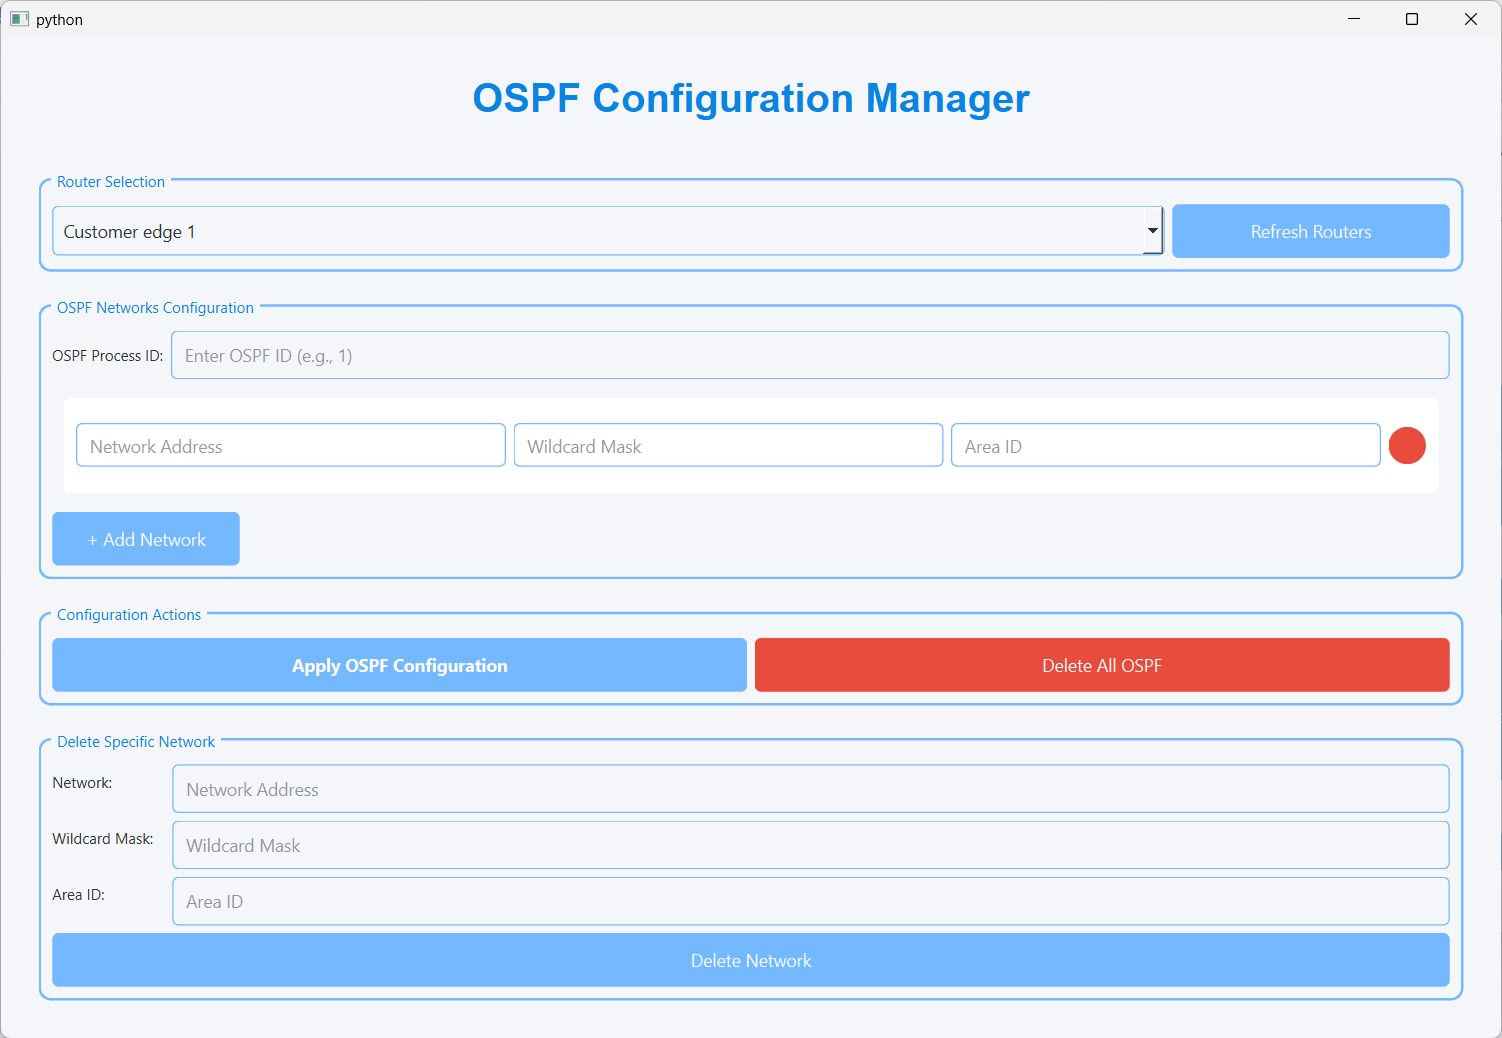 python
OSPF Configuration Manager
Router Selection
Customer edge 1
Refresh Routers
OSPF Networks Configuration
OSPF Process ID: Enter OSPF ID (e.g., 1)
Network Address Wildcard Mask Area ID
+ Add Network
Configuration Actions
Apply OSPF Configuration Delete All OSPF
Delete Specific Network
Network: Network Address
Wildcard Mask: Wildcard Mask
Area ID: Area ID
Delete Network